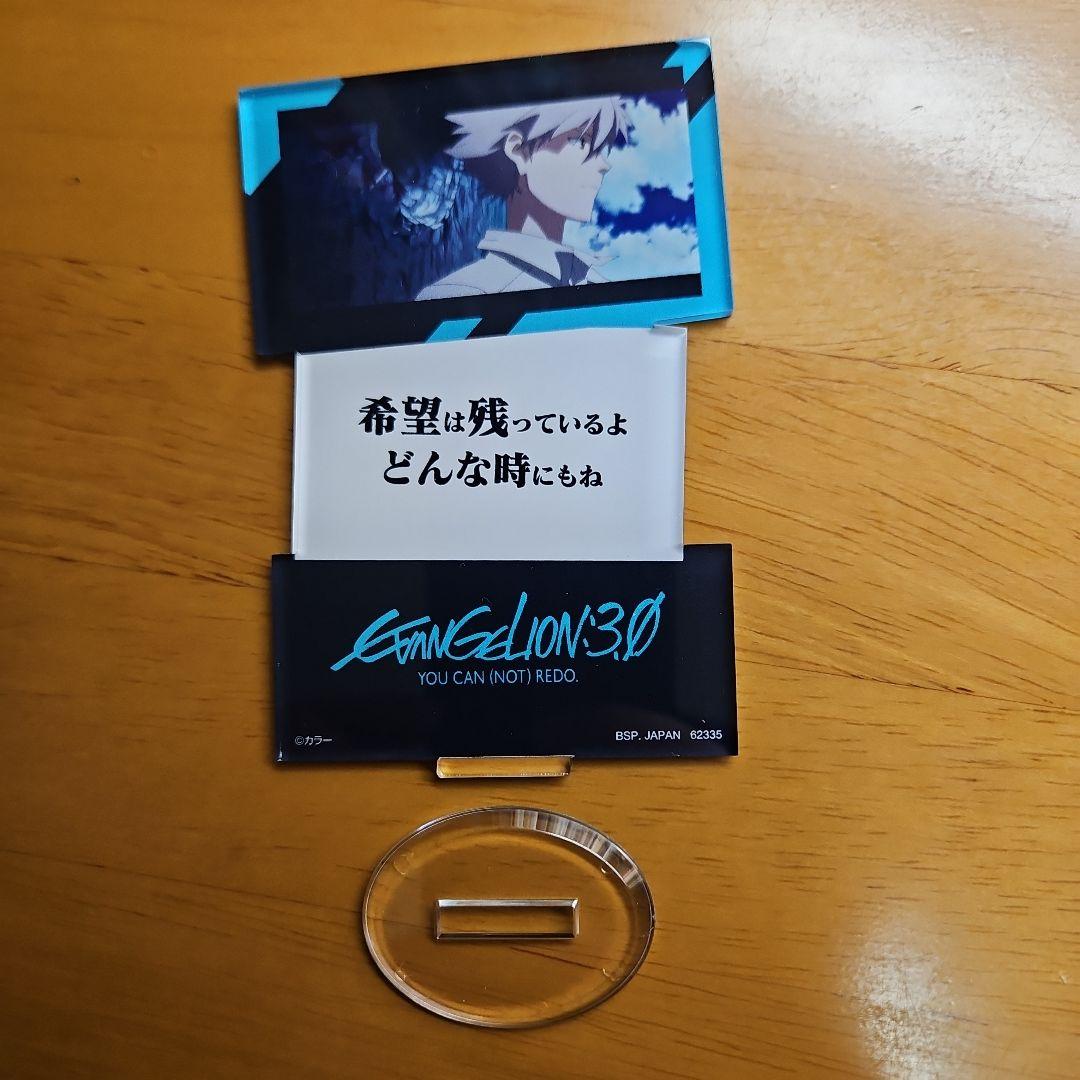 希望は残っているよ
どんな時にもね
EVANGELION:3.0
YOU CAN (NOT) REDO.
©カラー
BSP. JAPAN 62335